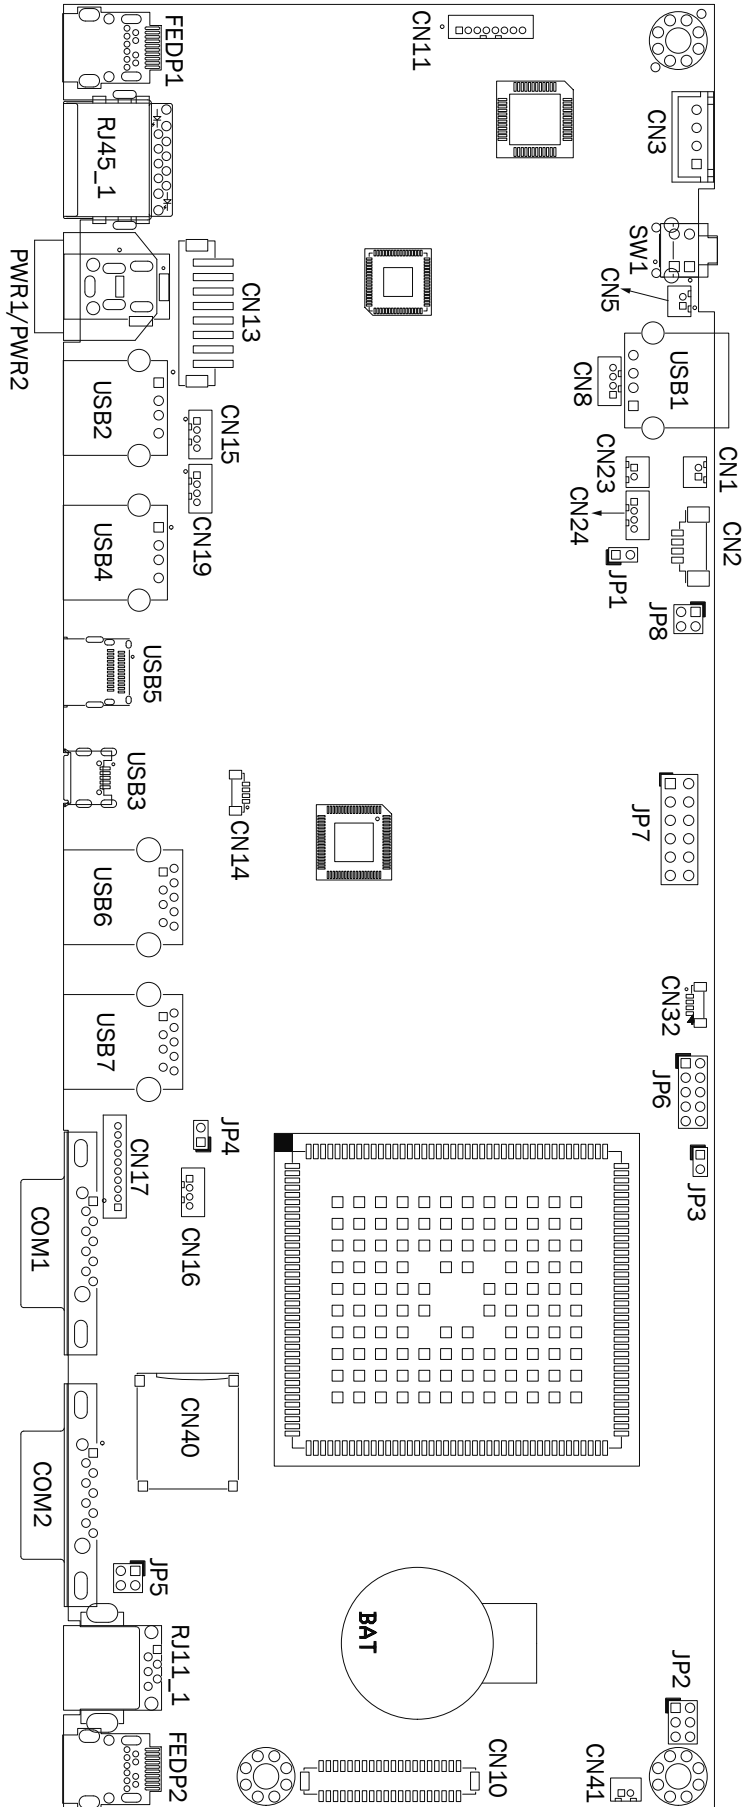 FEDP1
CN11
CN3
RJ45_1
SW1
CN5
PWR1/PWR2
CN13
USB1
CN8
USB2
CN15
CN23
CN1
CN24
CN2
CN19
USB4
JP1
JP8
USB5
USB3
JP7
CN14
USB6
CN32
USB7
JP6
JP4
CN17
JP3
CN16
COM1
CN40
COM2
JP5
BAT
RJ11_1
JP2
FEDP2
CN10
CN41